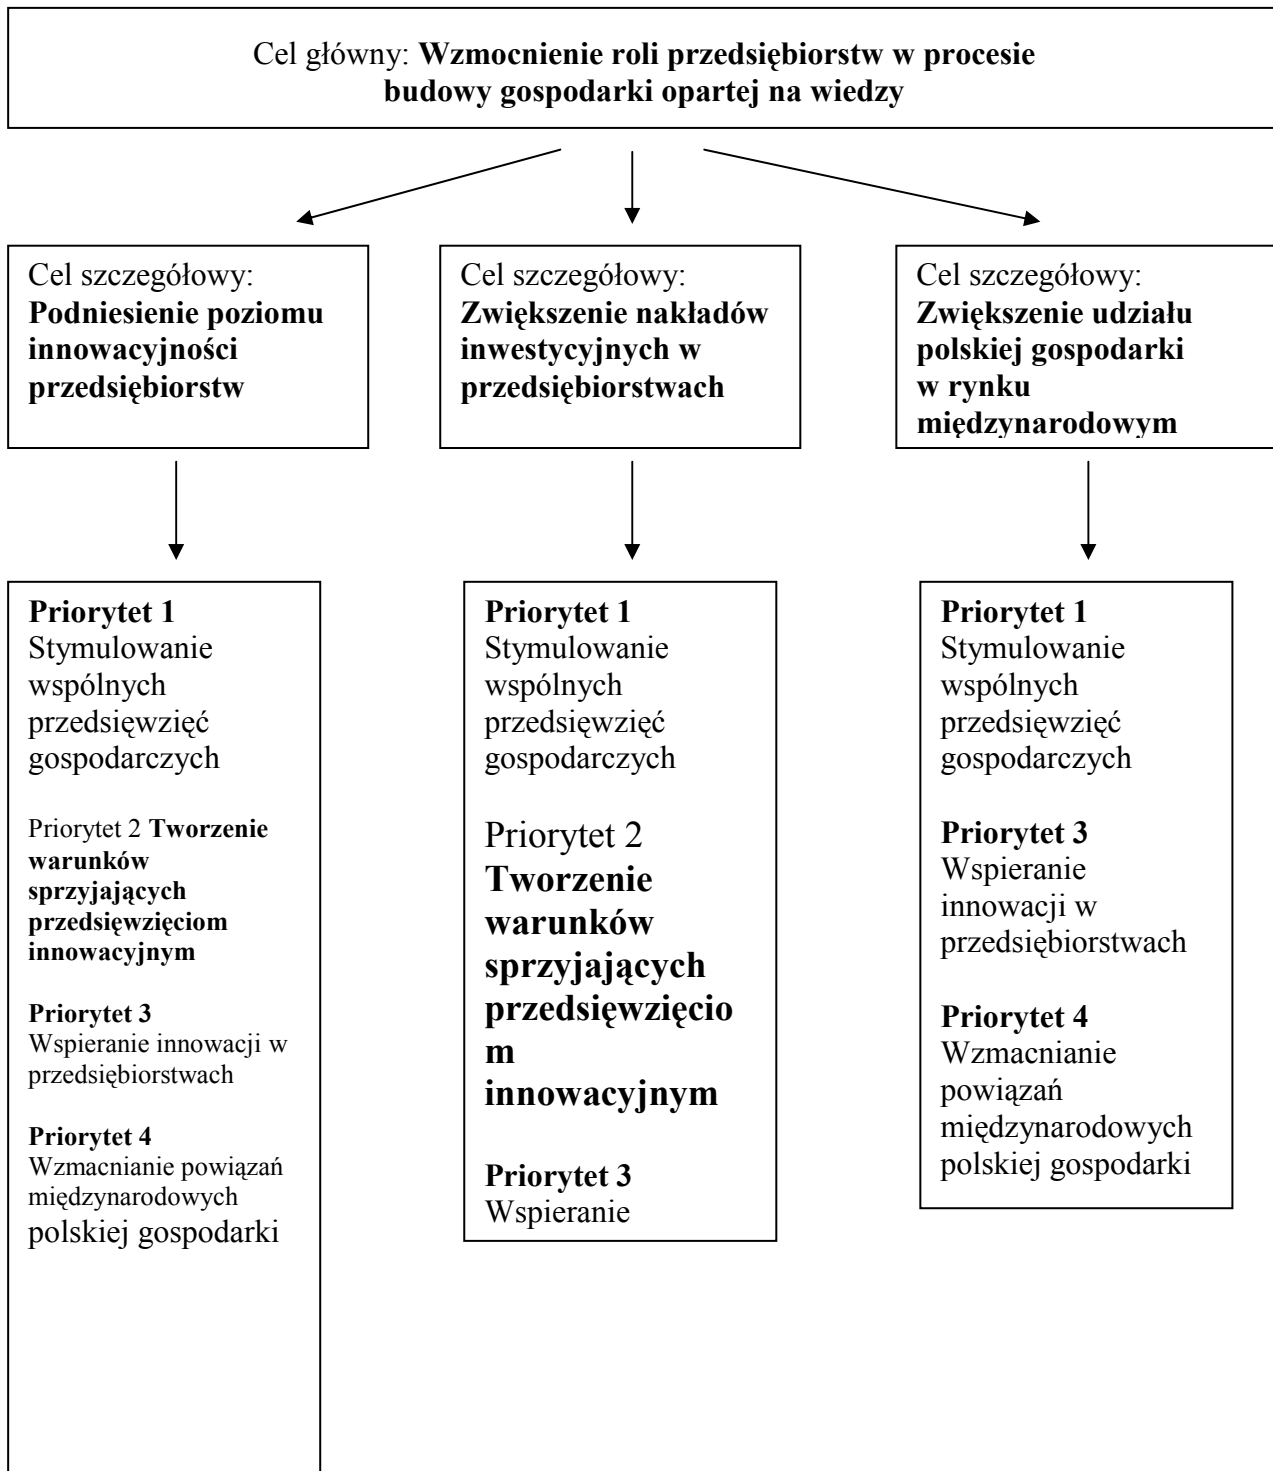 Cel główny: Wzmocnienie roli przedsiębiorstw w procesie
budowy gospodarki opartej na wiedzy
Cel szczegółowy:
Podniesienie poziomu
innowacyjności
przedsiębiorstw
Cel szczegółowy:
Zwiększenie nakładów
inwestycyjnych w
przedsiębiorstwach
Cel szczegółowy:
Zwiększenie udziału
polskiej gospodarki
w rynku
międzynarodowym
Priorytet 1
Stymulowanie
wspólnych
przedsięwzięć
gospodarczych
Priorytet 2 Tworzenie
warunków
sprzyjających
przedsięwzięciom
innowacyjnym
Priorytet 3
Wspieranie innowacji w
przedsiębiorstwach
Priorytet 4
Wzmacnianie powiązań
międzynarodowych
polskiej gospodarki
Priorytet 1
Stymulowanie
wspólnych
przedsięwzięć
gospodarczych
Priorytet 2
Tworzenie
warunków
sprzyjających
przedsięwzięcio
m
innowacyjnym
Priorytet 3
Wspieranie
Priorytet 1
Stymulowanie
wspólnych
przedsięwzięć
gospodarczych
Priorytet 3
Wspieranie
innowacji w
przedsiębiorstwach
Priorytet 4
Wzmacnianie
powiązań
międzynarodowych
polskiej gospodarki